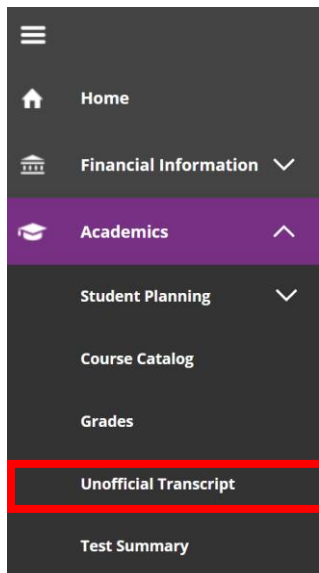 Home
Financial Information
Academics
Student Planning
Course Catalog
Grades
Unofficial Transcript
Test Summary